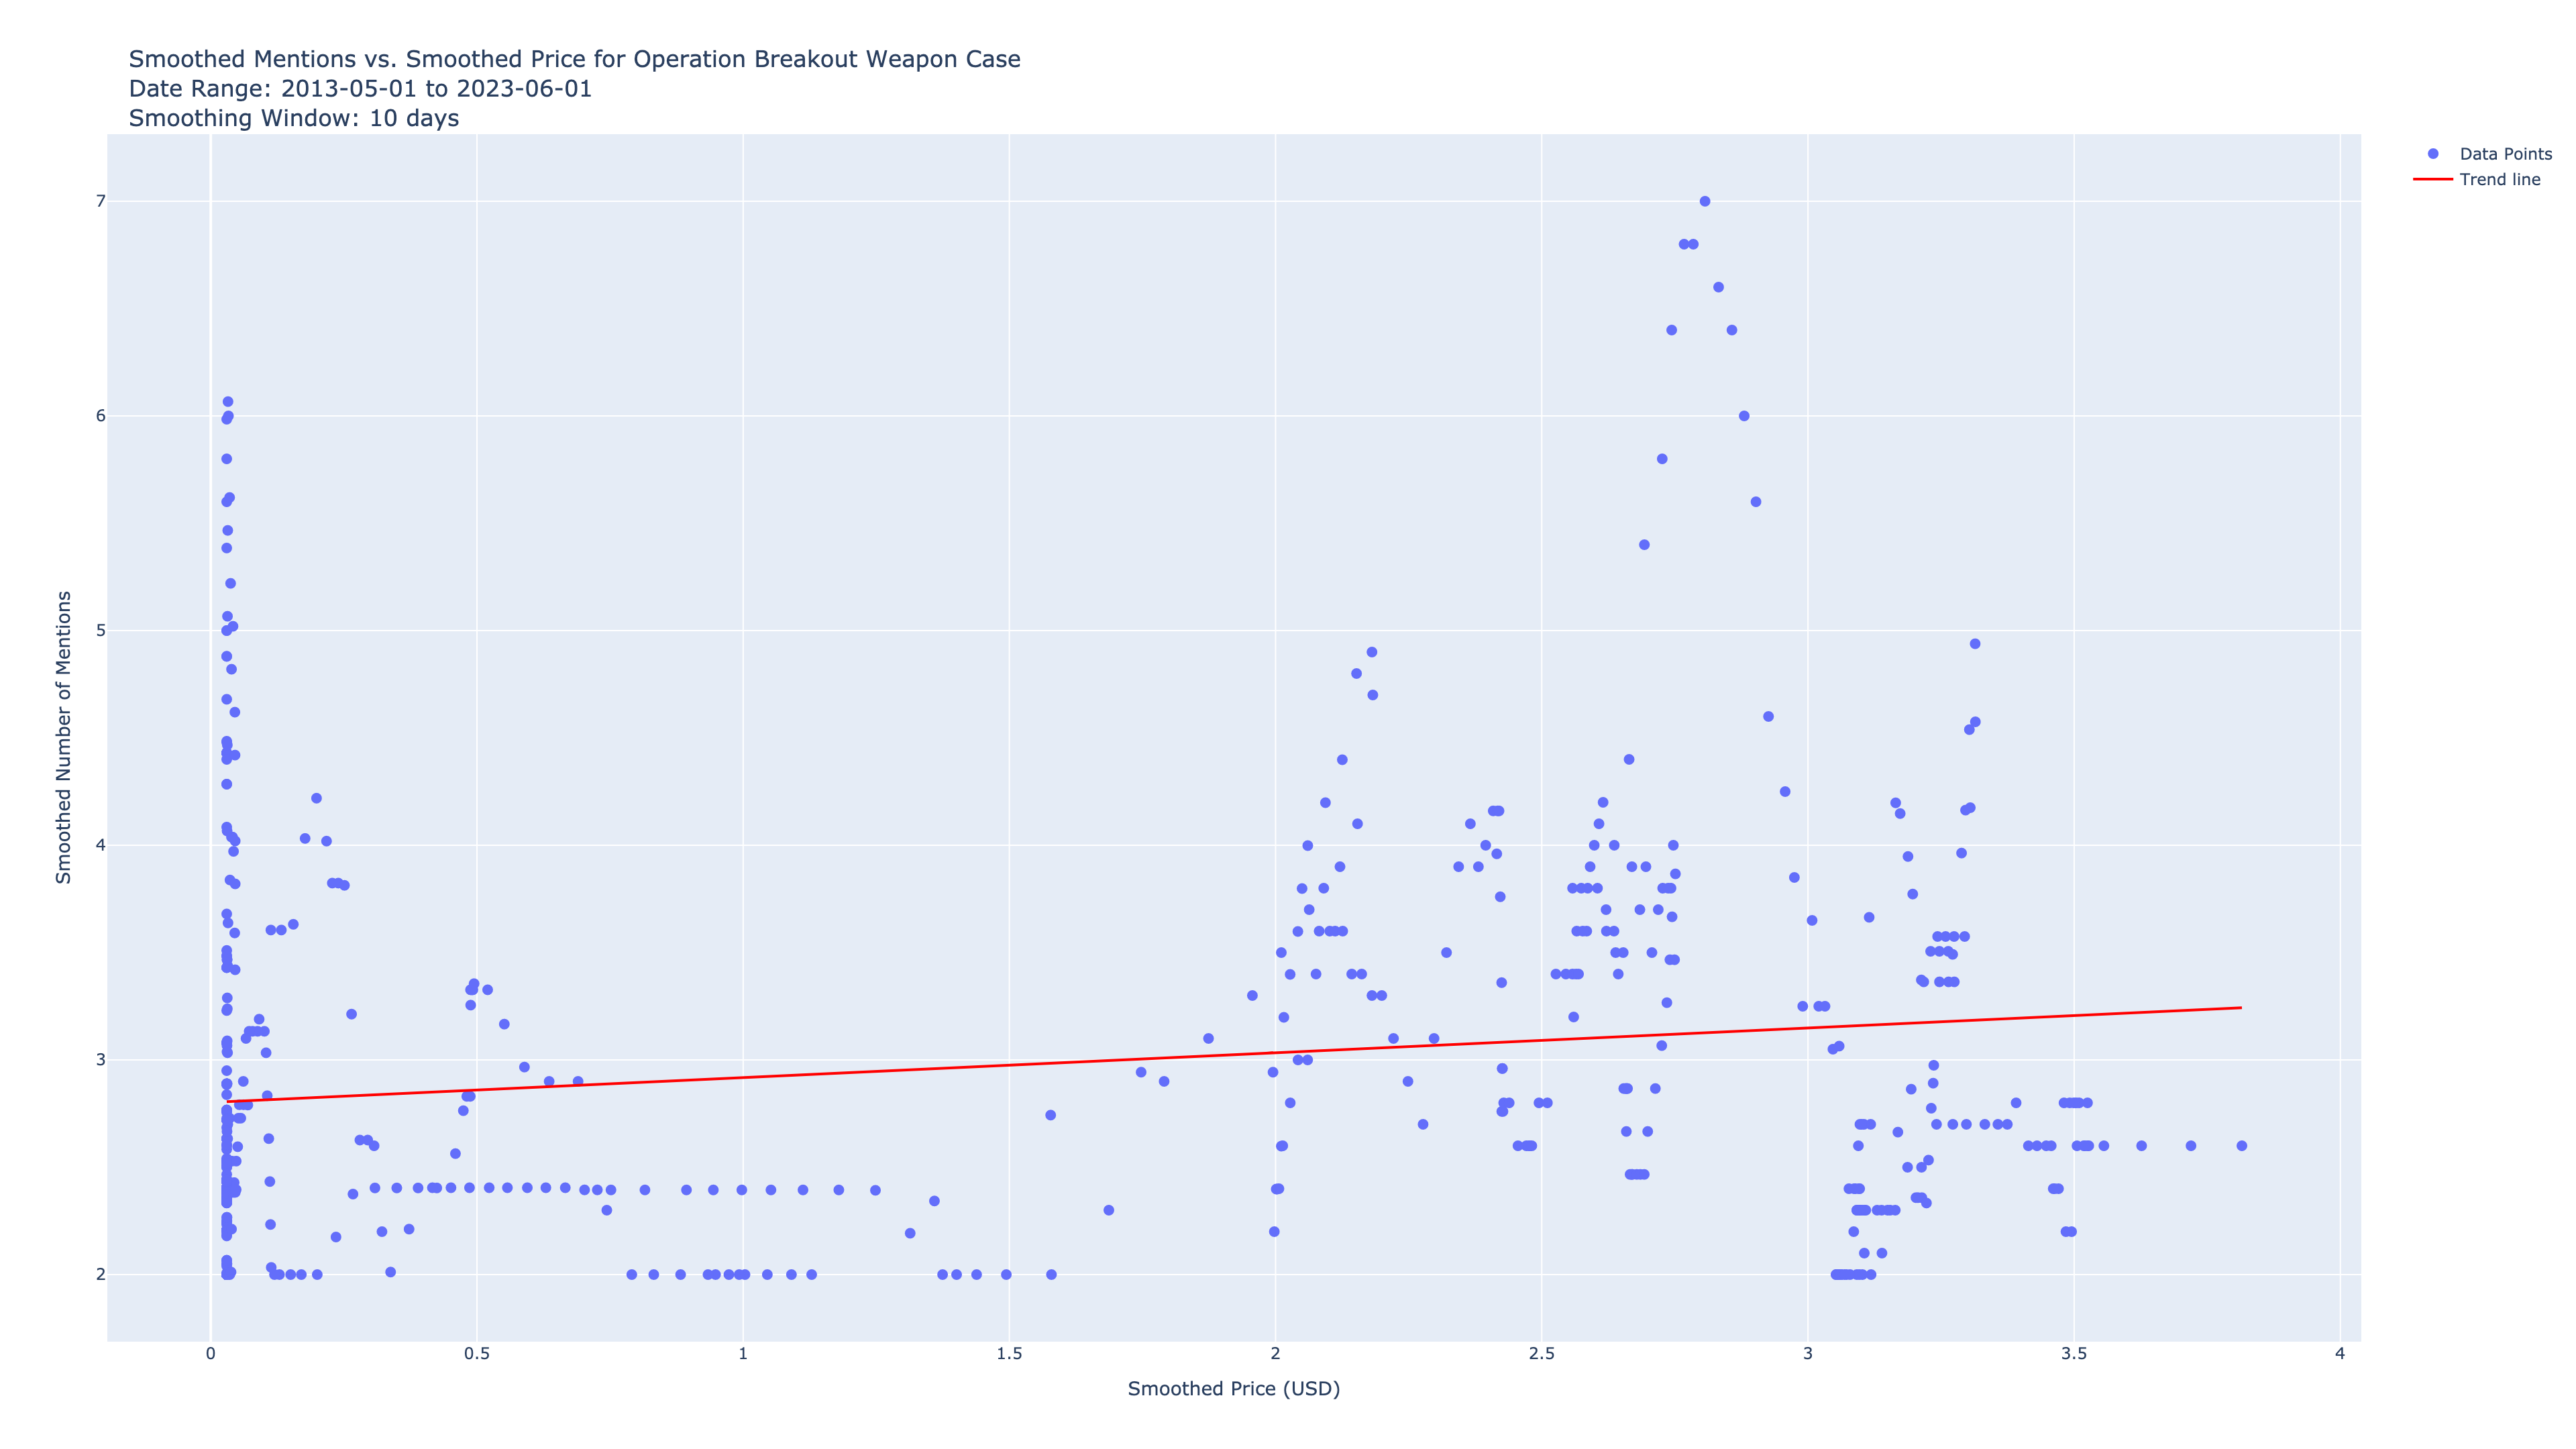 Smoothed Mentions vs. Smoothed Price for Operation Breakout Weapon Case
Date Range: 2013-05-01 to 2023-06-01
Smoothing Window: 10 days
Data Points
Trend line
7
6
5
4
3
2
Smoothed Number of Mentions
0
0.5
1
1.5
2
2.5
3
3.5
4
Smoothed Price (USD)